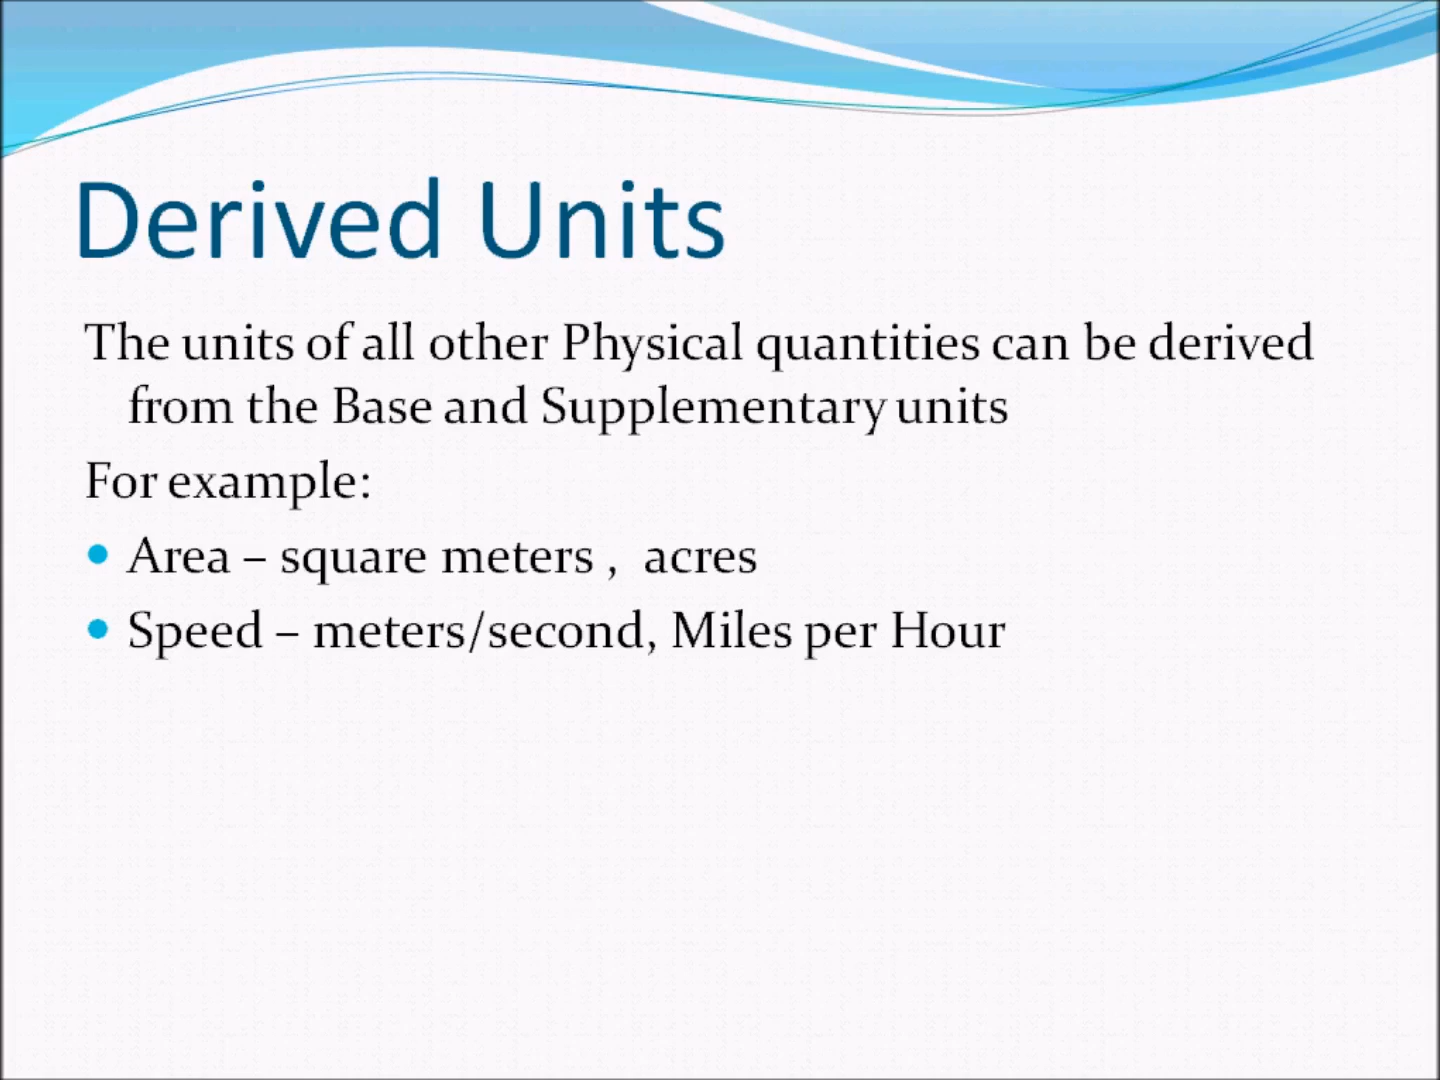 Derived Units
The units of all other Physical quantities can be derived
from the Base and Supplementary units
For example:
• Area – square meters ,  acres
• Speed – meters/second, Miles per Hour